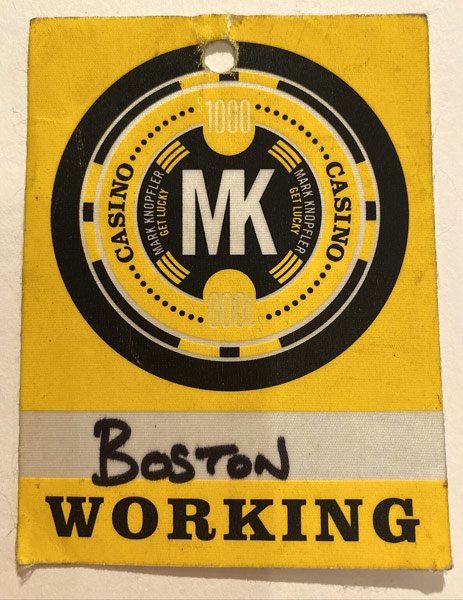 1000
CASINO
MARK KNOPFLER
GET LUCKY
MK
MARK KNOPFLER
GET LUCKY
CASINO
1000
BOSTON
WORKING